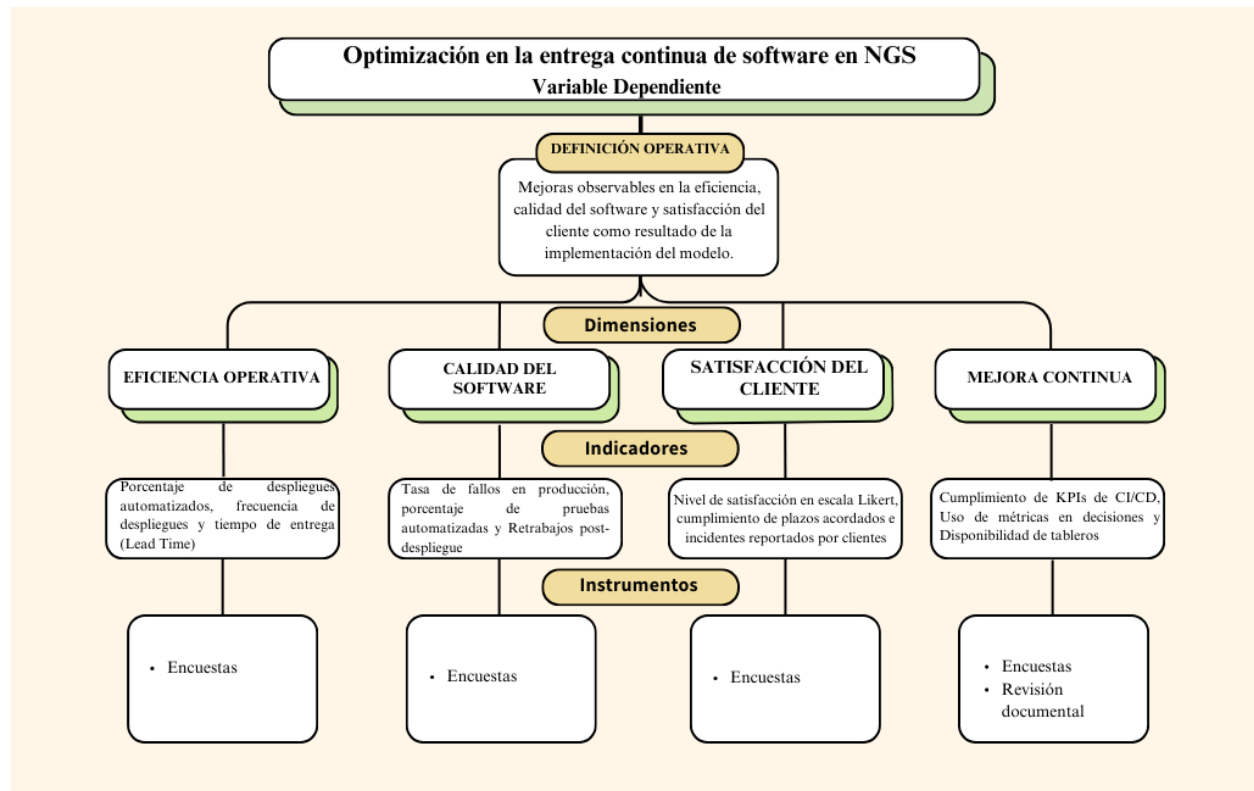 Optimización en la entrega continua de software en NGS
Variable Dependiente
DEFINICIÓN OPERATIVA
Mejoras observables en la eficiencia,
calidad del software y satisfacción del
cliente como resultado de la
implementación del modelo.
Dimensiones
EFICIENCIA OPERATIVA
CALIDAD DEL
SOFTWARE
SATISFACCIÓN DEL
CLIENTE
MEJORA CONTINUA
Indicadores
Porcentaje de despliegues
automatizados, frecuencia de
despliegues y tiempo de entrega
(Lead Time)
Tasa de fallos en producción,
porcentaje de pruebas
automatizadas y Retrabajos post-
despliegue
Nivel de satisfacción en escala Likert,
cumplimiento de plazos acordados e
incidentes reportados por clientes
Cumplimiento de KPIs de CI/CD,
Uso de métricas en decisiones y
Disponibilidad de tableros
Instrumentos
• Encuestas
• Encuestas
• Encuestas
• Encuestas
• Revisión
documental